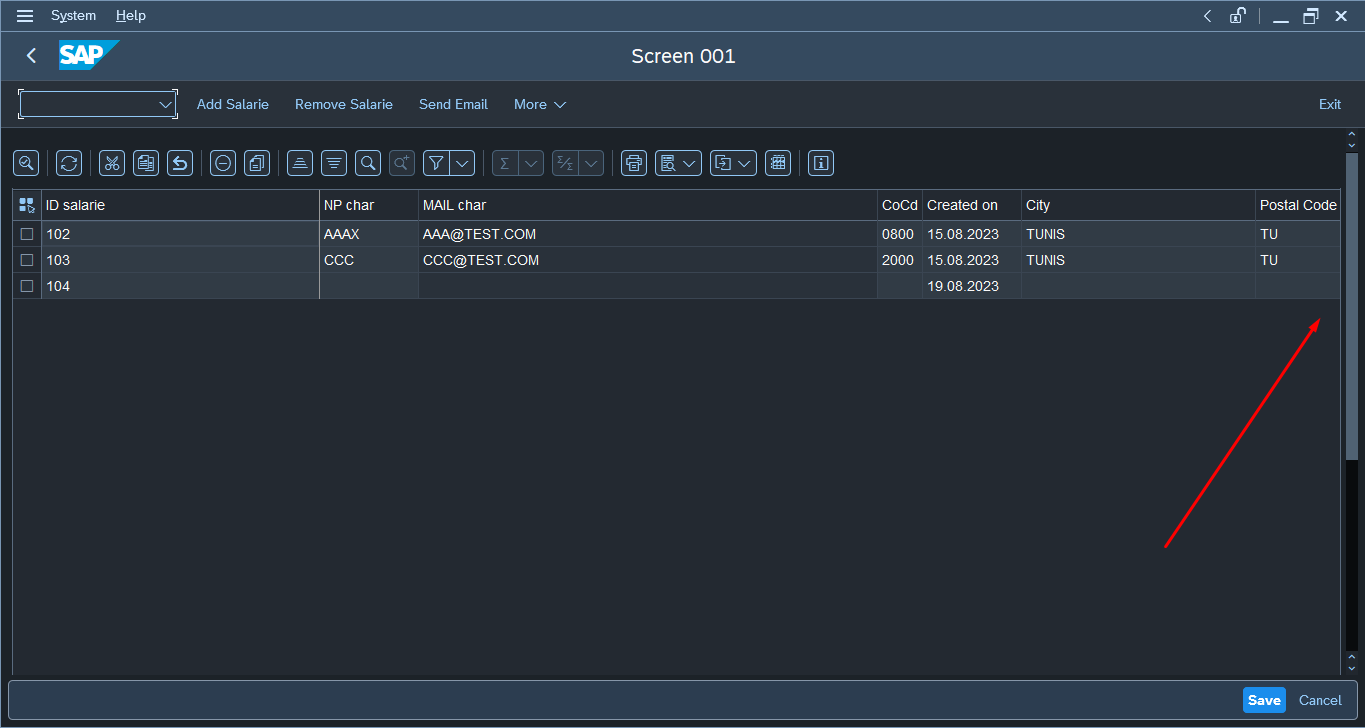 System Help
SAP Screen 001
Add Salarie Remove Salarie Send Email More Exit
ID salarie NP char MAIL char CoCd Created on City Postal Code
102 AAAX AAA@TEST.COM 0800 15.08.2023 TUNIS TU
103 CCC CCC@TEST.COM 2000 15.08.2023 TUNIS TU
104 19.08.2023
Save Cancel